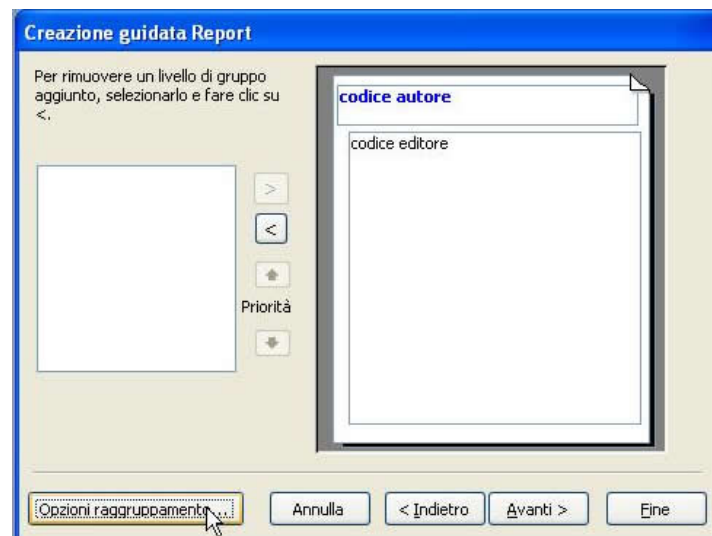 Creazione guidata Report
Per rimuovere un livello di gruppo
aggiunto, selezionarlo e fare clic su
<.
>
<
Priorità
codice autore
codice editore
Opzioni raggruppamento...
Annulla
< Indietro
Avanti >
Fine